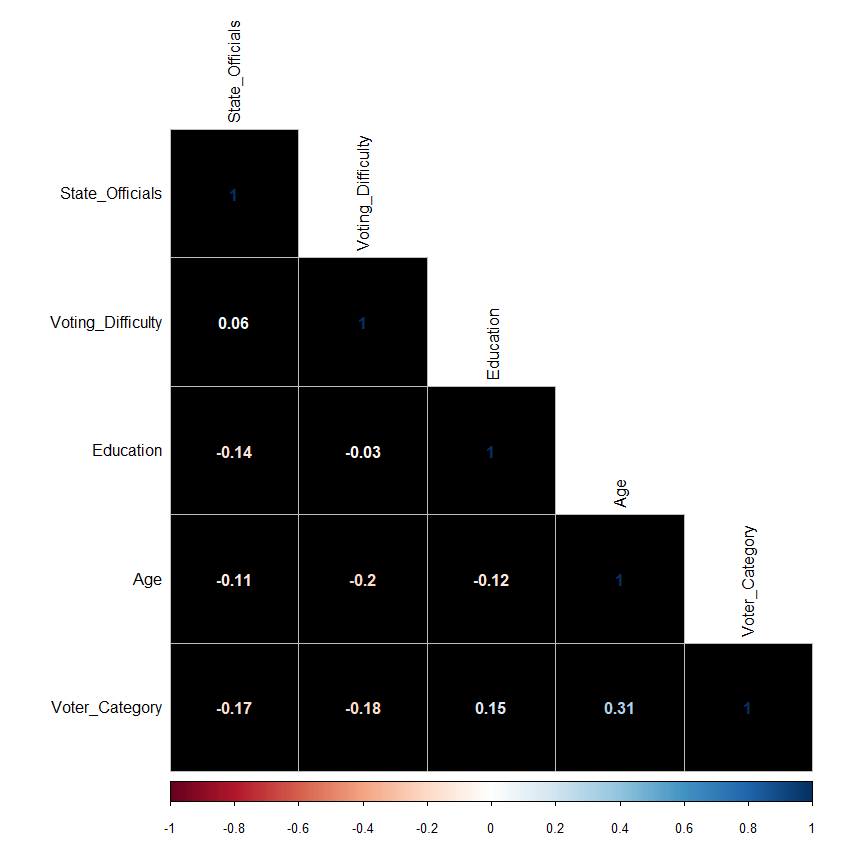 State_Officials
Voting_Difficulty
Education
Age
Voter_Category
State_Officials 1
Voting_Difficulty 0.06 1
Education -0.14 -0.03 1
Age -0.11 -0.2 -0.12 1
Voter_Category -0.17 -0.18 0.15 0.31 1
-1 -0.8 -0.6 -0.4 -0.2 0 0.2 0.4 0.6 0.8 1